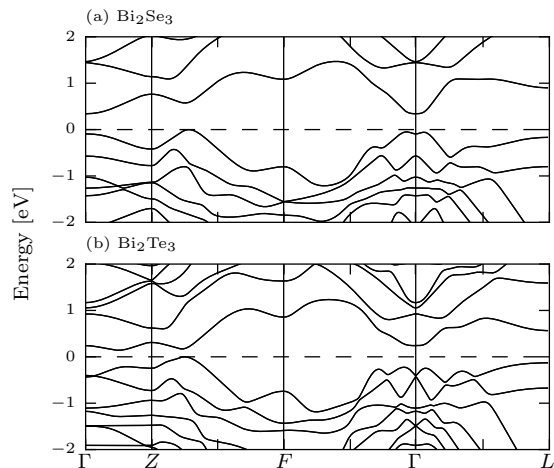 (a) Bi₂Se₃
2
1
0
−1
−2
(b) Bi₂Te₃
2
1
0
−1
−2
Energy [eV]
Γ Z F Γ L